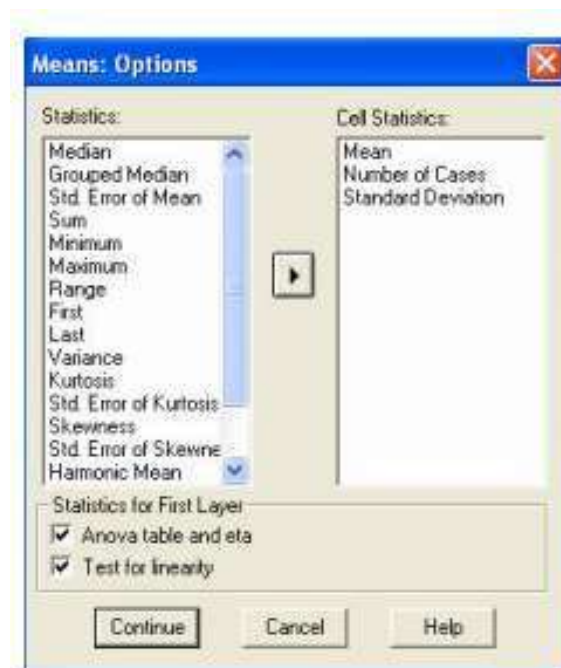 Means: Options
Statistics:
Median
Grouped Median
Std. Error of Mean
Sum
Minimum
Maximum
Range
First
Last
Variance
Kurtosis
Std. Error of Kurtosis
Skewness
Std. Error of Skewne
Harmonic Mean
Cell Statistics:
Mean
Number of Cases
Standard Deviation
Statistics for First Layer
Anova table and eta
Test for linearity
Continue
Cancel
Help